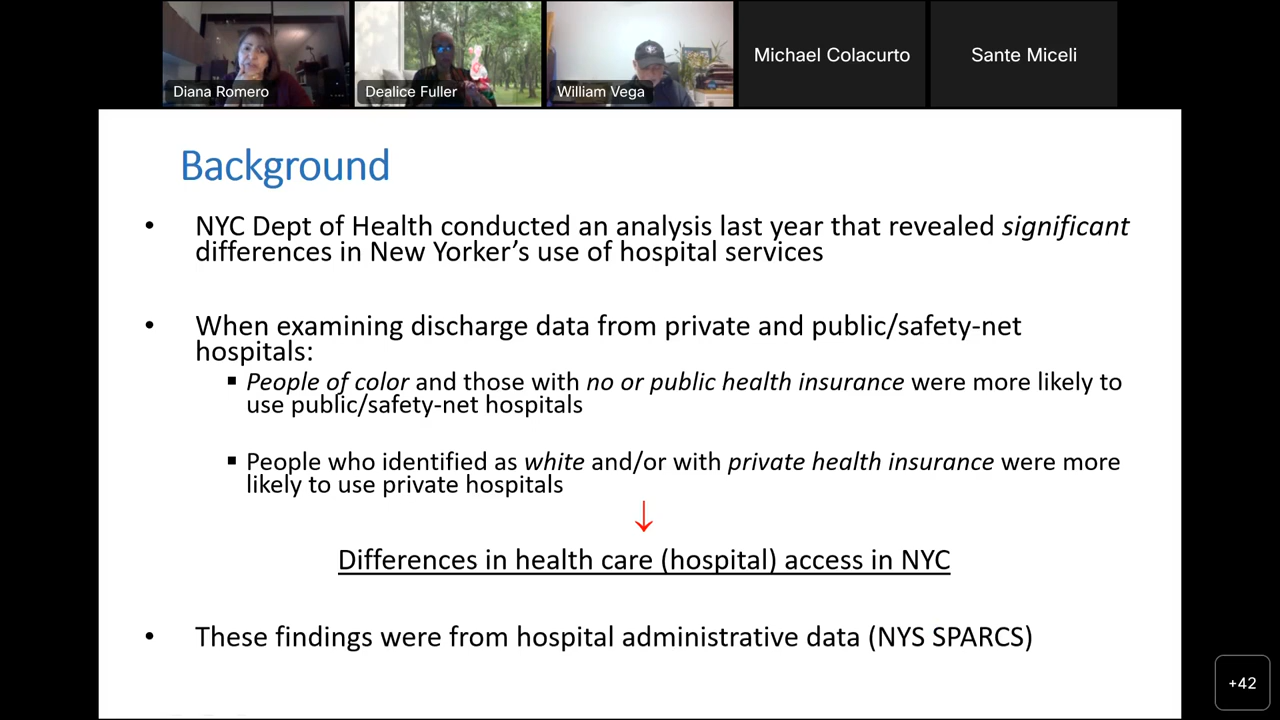 Diana Romero
Dealice Fuller
William Vega
Michael Colacurto
Sante Miceli
Background
• NYC Dept of Health conducted an analysis last year that revealed significant
differences in New Yorker’s use of hospital services
• When examining discharge data from private and public/safety-net
hospitals:
▪ People of color and those with no or public health insurance were more likely to
use public/safety-net hospitals
▪ People who identified as white and/or with private health insurance were more
likely to use private hospitals
↓
Differences in health care (hospital) access in NYC
• These findings were from hospital administrative data (NYS SPARCS)
+42